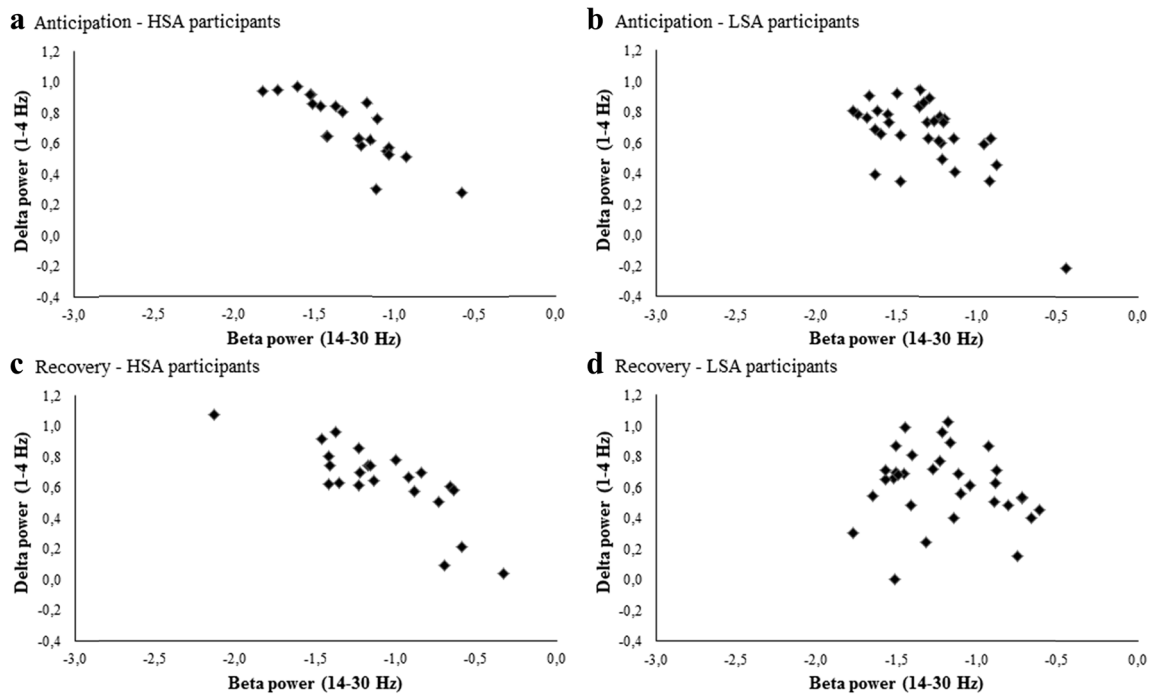 a Anticipation - HSA participants
1,2
1,0
0,8
0,6
0,4
0,2
0,0
-0,2
-0,4
Delta power (1-4 Hz)
-3,0 -2,5 -2,0 -1,5 -1,0 -0,5 0,0
Beta power (14-30 Hz)
b Anticipation - LSA participants
1,2
1,0
0,8
0,6
0,4
0,2
0,0
-0,2
-0,4
Delta power (1-4 Hz)
-3,0 -2,5 -2,0 -1,5 -1,0 -0,5 0,0
Beta power (14-30 Hz)
c Recovery - HSA participants
1,2
1,0
0,8
0,6
0,4
0,2
0,0
-0,2
-0,4
Delta power (1-4 Hz)
-3,0 -2,5 -2,0 -1,5 -1,0 -0,5 0,0
Beta power (14-30 Hz)
d Recovery - LSA participants
1,2
1,0
0,8
0,6
0,4
0,2
0,0
-0,2
-0,4
Delta power (1-4 Hz)
-3,0 -2,5 -2,0 -1,5 -1,0 -0,5 0,0
Beta power (14-30 Hz)